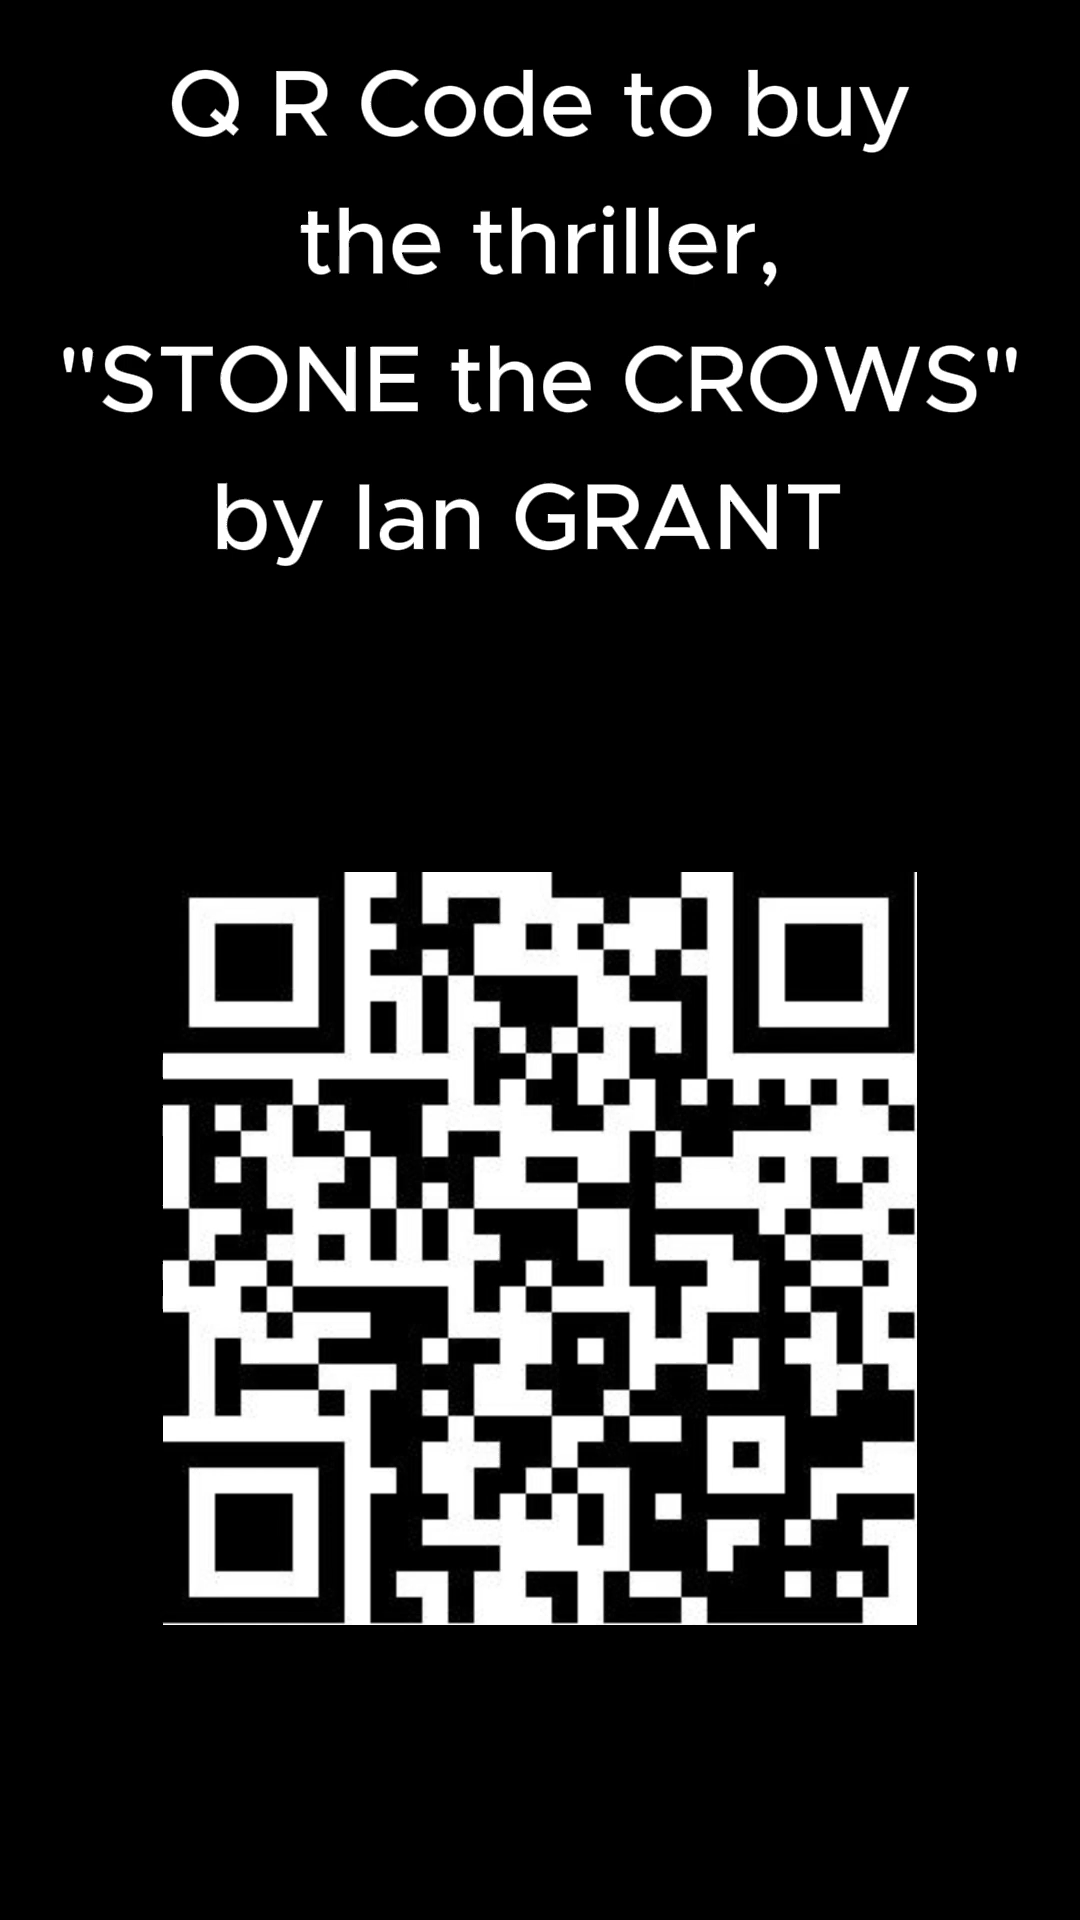 Q R Code to buy
the thriller,
"STONE the CROWS"
by Ian GRANT